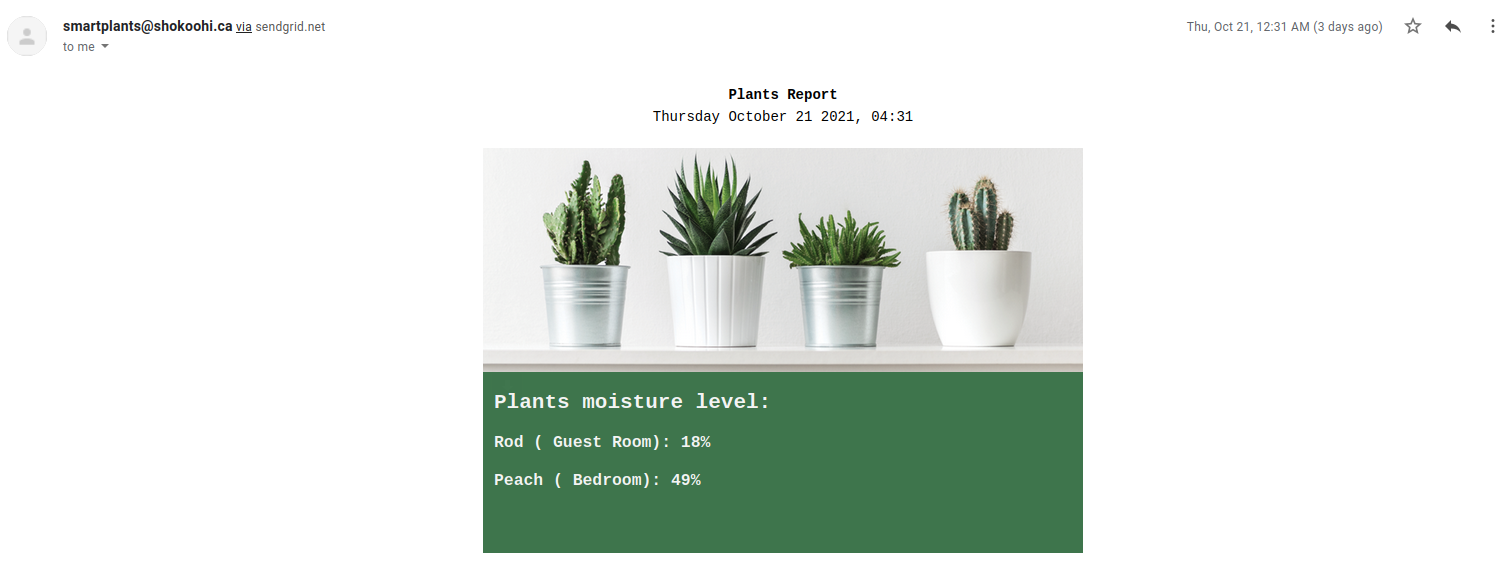 smartplants@shokoohi.ca via sendgrid.net
Thu, Oct 21, 12:31 AM (3 days ago)
to me
Plants Report
Thursday October 21 2021, 04:31
Plants moisture level:
Rod ( Guest Room): 18%
Peach ( Bedroom): 49%